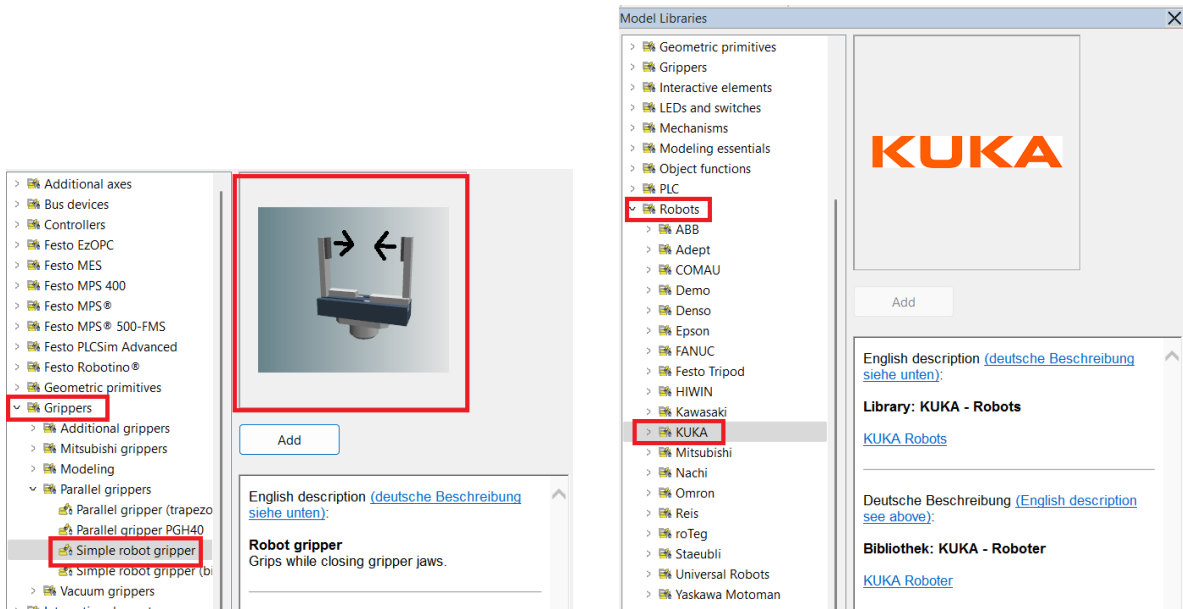 Additional axes
Bus devices
Controllers
Festo EzOPC
Festo MES
Festo MPS 400
Festo MPS®
Festo MPS® 500-FMS
Festo PLCSim Advanced
Festo Robotino®
Geometric primitives
Grippers
Additional grippers
Mitsubishi grippers
Modeling
Parallel grippers
Parallel gripper (trapezo
Parallel gripper PGH40
Simple robot gripper
Simple robot gripper (bi
Vacuum grippers
Add
English description (deutsche Beschreibung
siehe unten):
Robot gripper
Grips while closing gripper jaws.
Model Libraries
Geometric primitives
Grippers
Interactive elements
LEDs and switches
Mechanisms
Modeling essentials
Object functions
PLC
Robots
ABB
Adept
COMAU
Demo
Denso
Epson
FANUC
Festo Tripod
HIWIN
Kawasaki
KUKA
Mitsubishi
Nachi
Omron
Reis
roTeg
Staeubli
Universal Robots
Yaskawa Motoman
KUKA
Add
English description (deutsche Beschreibung
siehe unten):
Library: KUKA - Robots
KUKA Robots
Deutsche Beschreibung (English description
see above):
Bibliothek: KUKA - Roboter
KUKA Roboter